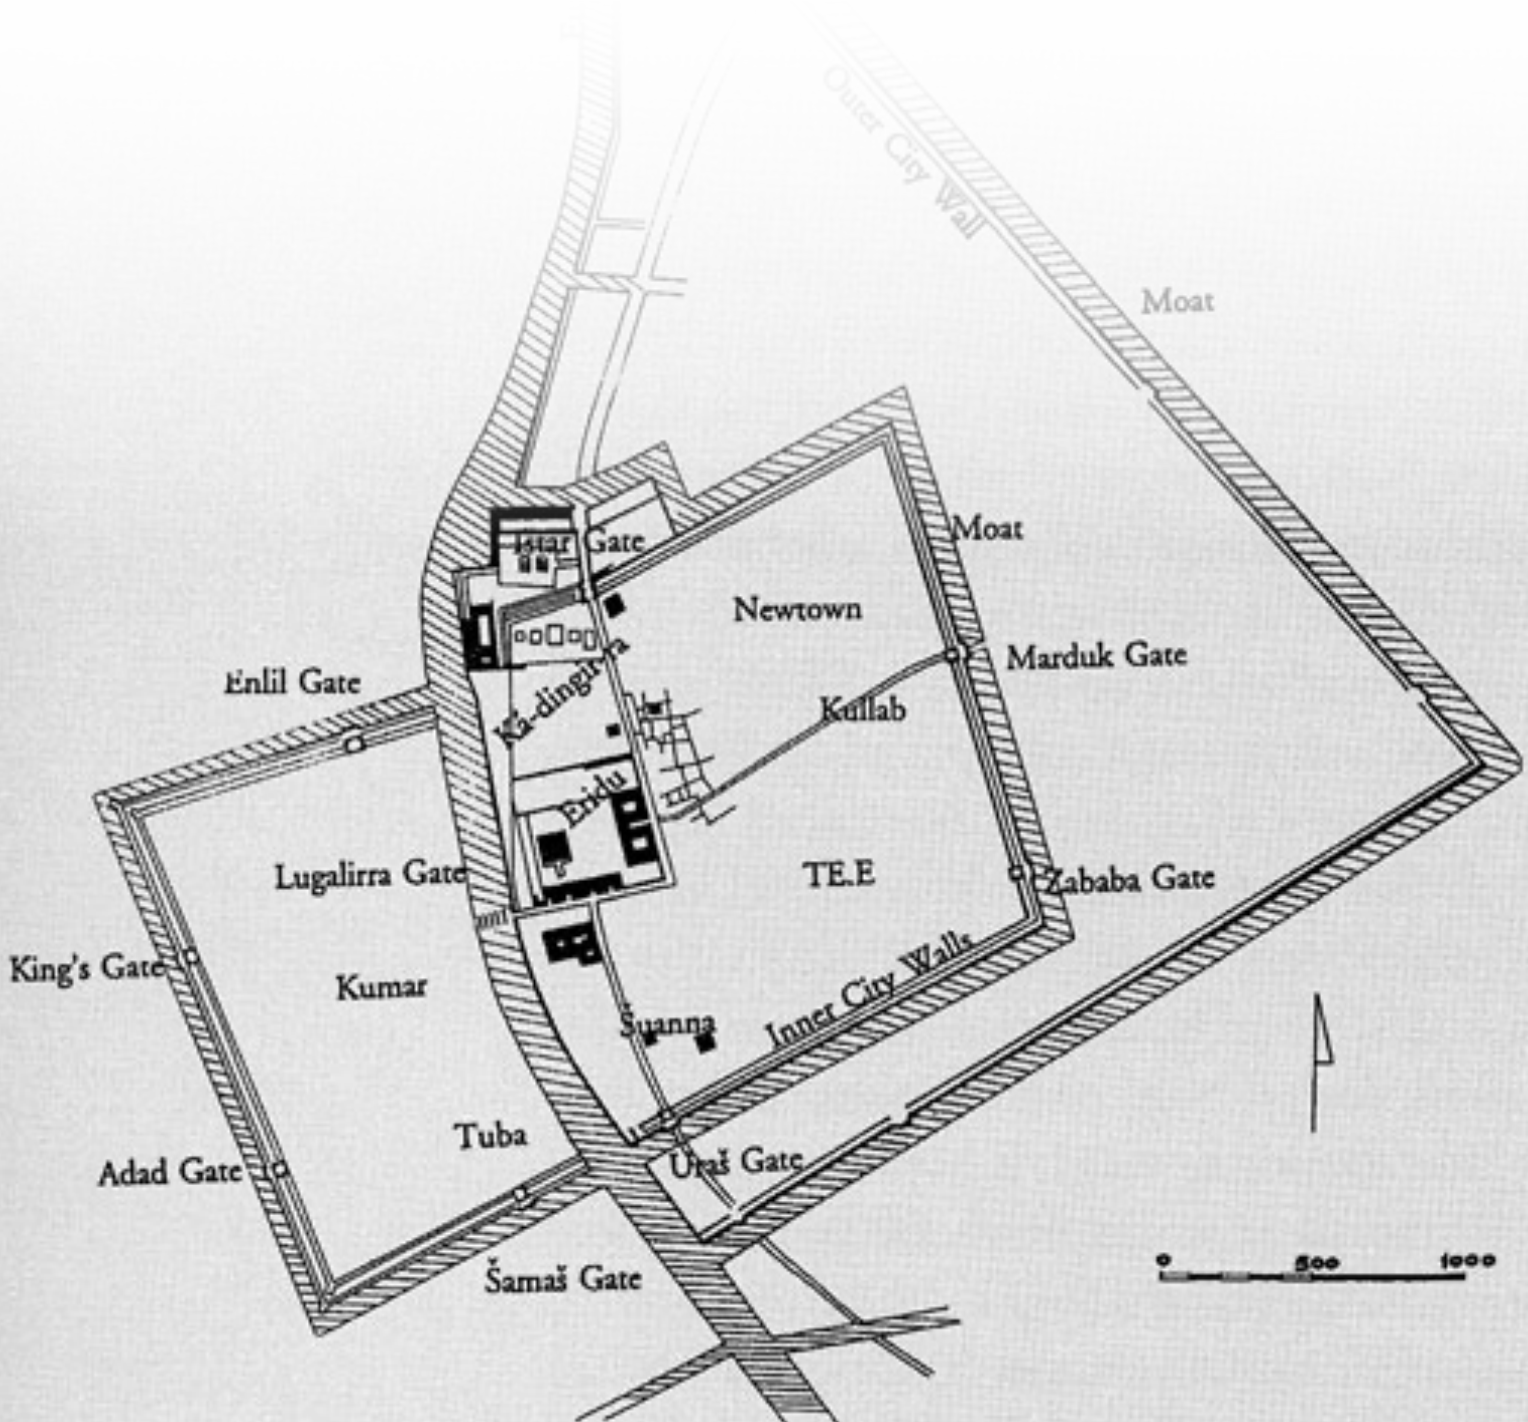 Outer City Wall
Moat
Moat
Ištar Gate
Newtown
Marduk Gate
Enlil Gate
Ka-dingirra
Kullab
Eridu
Lugalirra Gate
TE.E
Zababa Gate
King's Gate
Kumar
Inner City Walls
Šuanna
Tuba
Adad Gate
Uraš Gate
Šamaš Gate
0 500 1000